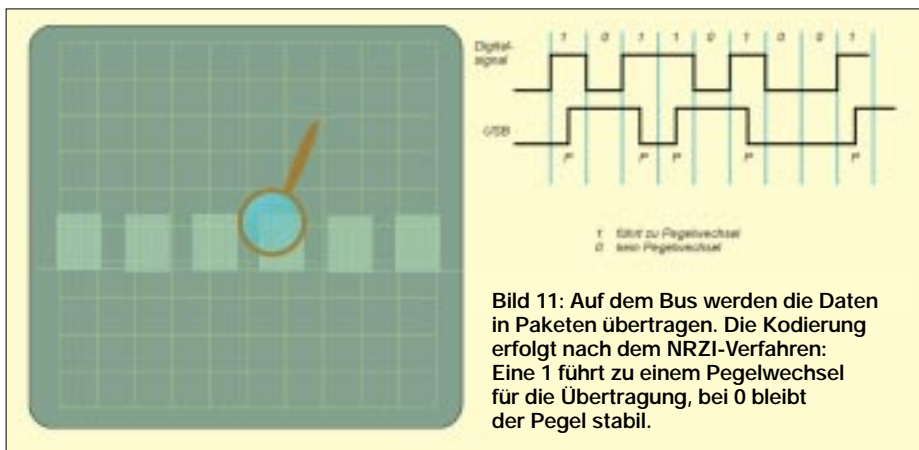 1 0 1 1 0 1 0 0 1
Digital-
signal
USB
P P P P P
1 führt zu Pegelwechsel
0 kein Pegelwechsel
Bild 11: Auf dem Bus werden die Daten
in Paketen übertragen. Die Kodierung
erfolgt nach dem NRZI-Verfahren:
Eine 1 führt zu einem Pegelwechsel
für die Übertragung, bei 0 bleibt
der Pegel stabil.